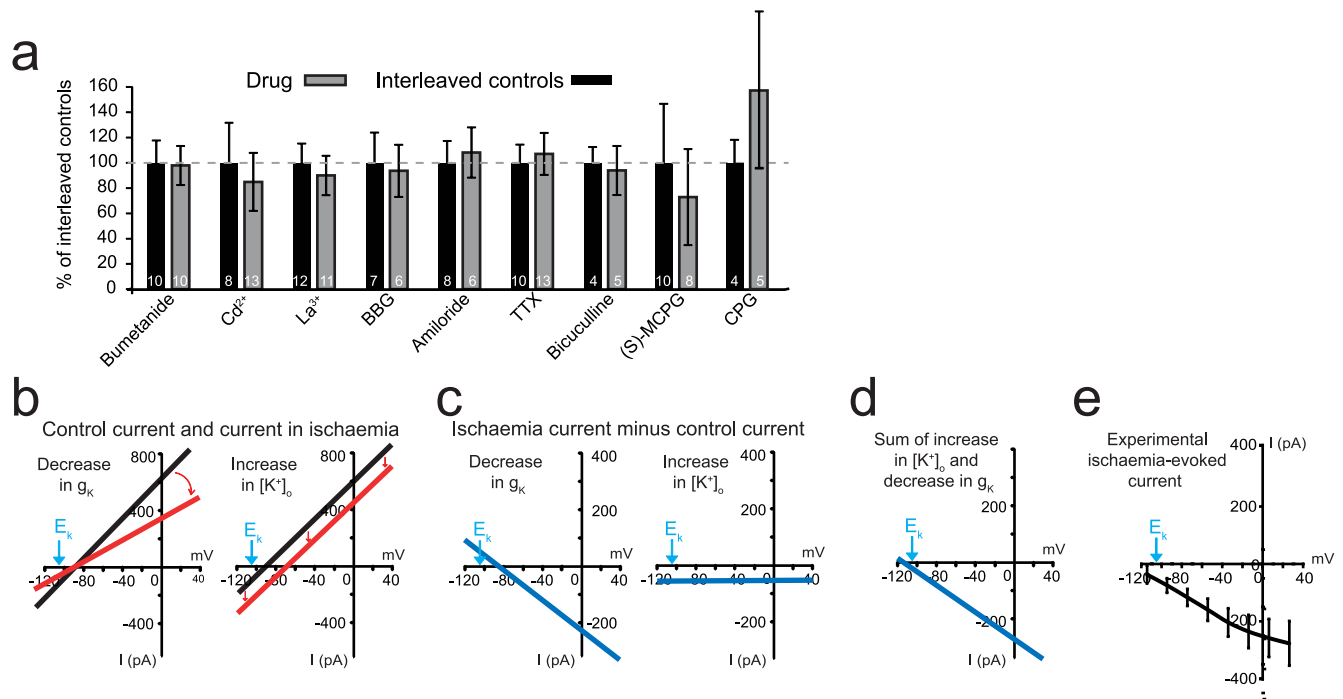 a
Drug
Interleaved controls
% of interleaved controls
160
140
120
100
80
60
40
20
0
10 10 8 13 12 11 7 6 8 6 10 13 4 5 10 8 4 5
Bumetanide
Cd²⁺
La³⁺
BBG
Amiloride
TTX
Bicuculline
(S)-MCPG
CPG
b
Control current and current in ischaemia
Decrease
in gK
800
400
Ek
mV
-120 -80 -40 0 40
-400
I (pA)
Increase
in [K⁺]o
800
400
Ek
mV
-120 -80 -40 0 40
-400
I (pA)
c
Ischaemia current minus control current
Decrease
in gK
400
200
Ek
mV
-120 -80 -40 0 40
-200
I (pA)
Increase
in [K⁺]o
400
200
Ek
mV
-120 -80 -40 0 40
-200
I (pA)
d
Sum of increase
in [K⁺]o and
decrease in gK
400
200
Ek
mV
-120 -80 -40 0 40
-200
I (pA)
e
Experimental
ischaemia-evoked
current
400
I (pA)
200
Ek
mV
-120 -80 -40 0 40
-200
-400